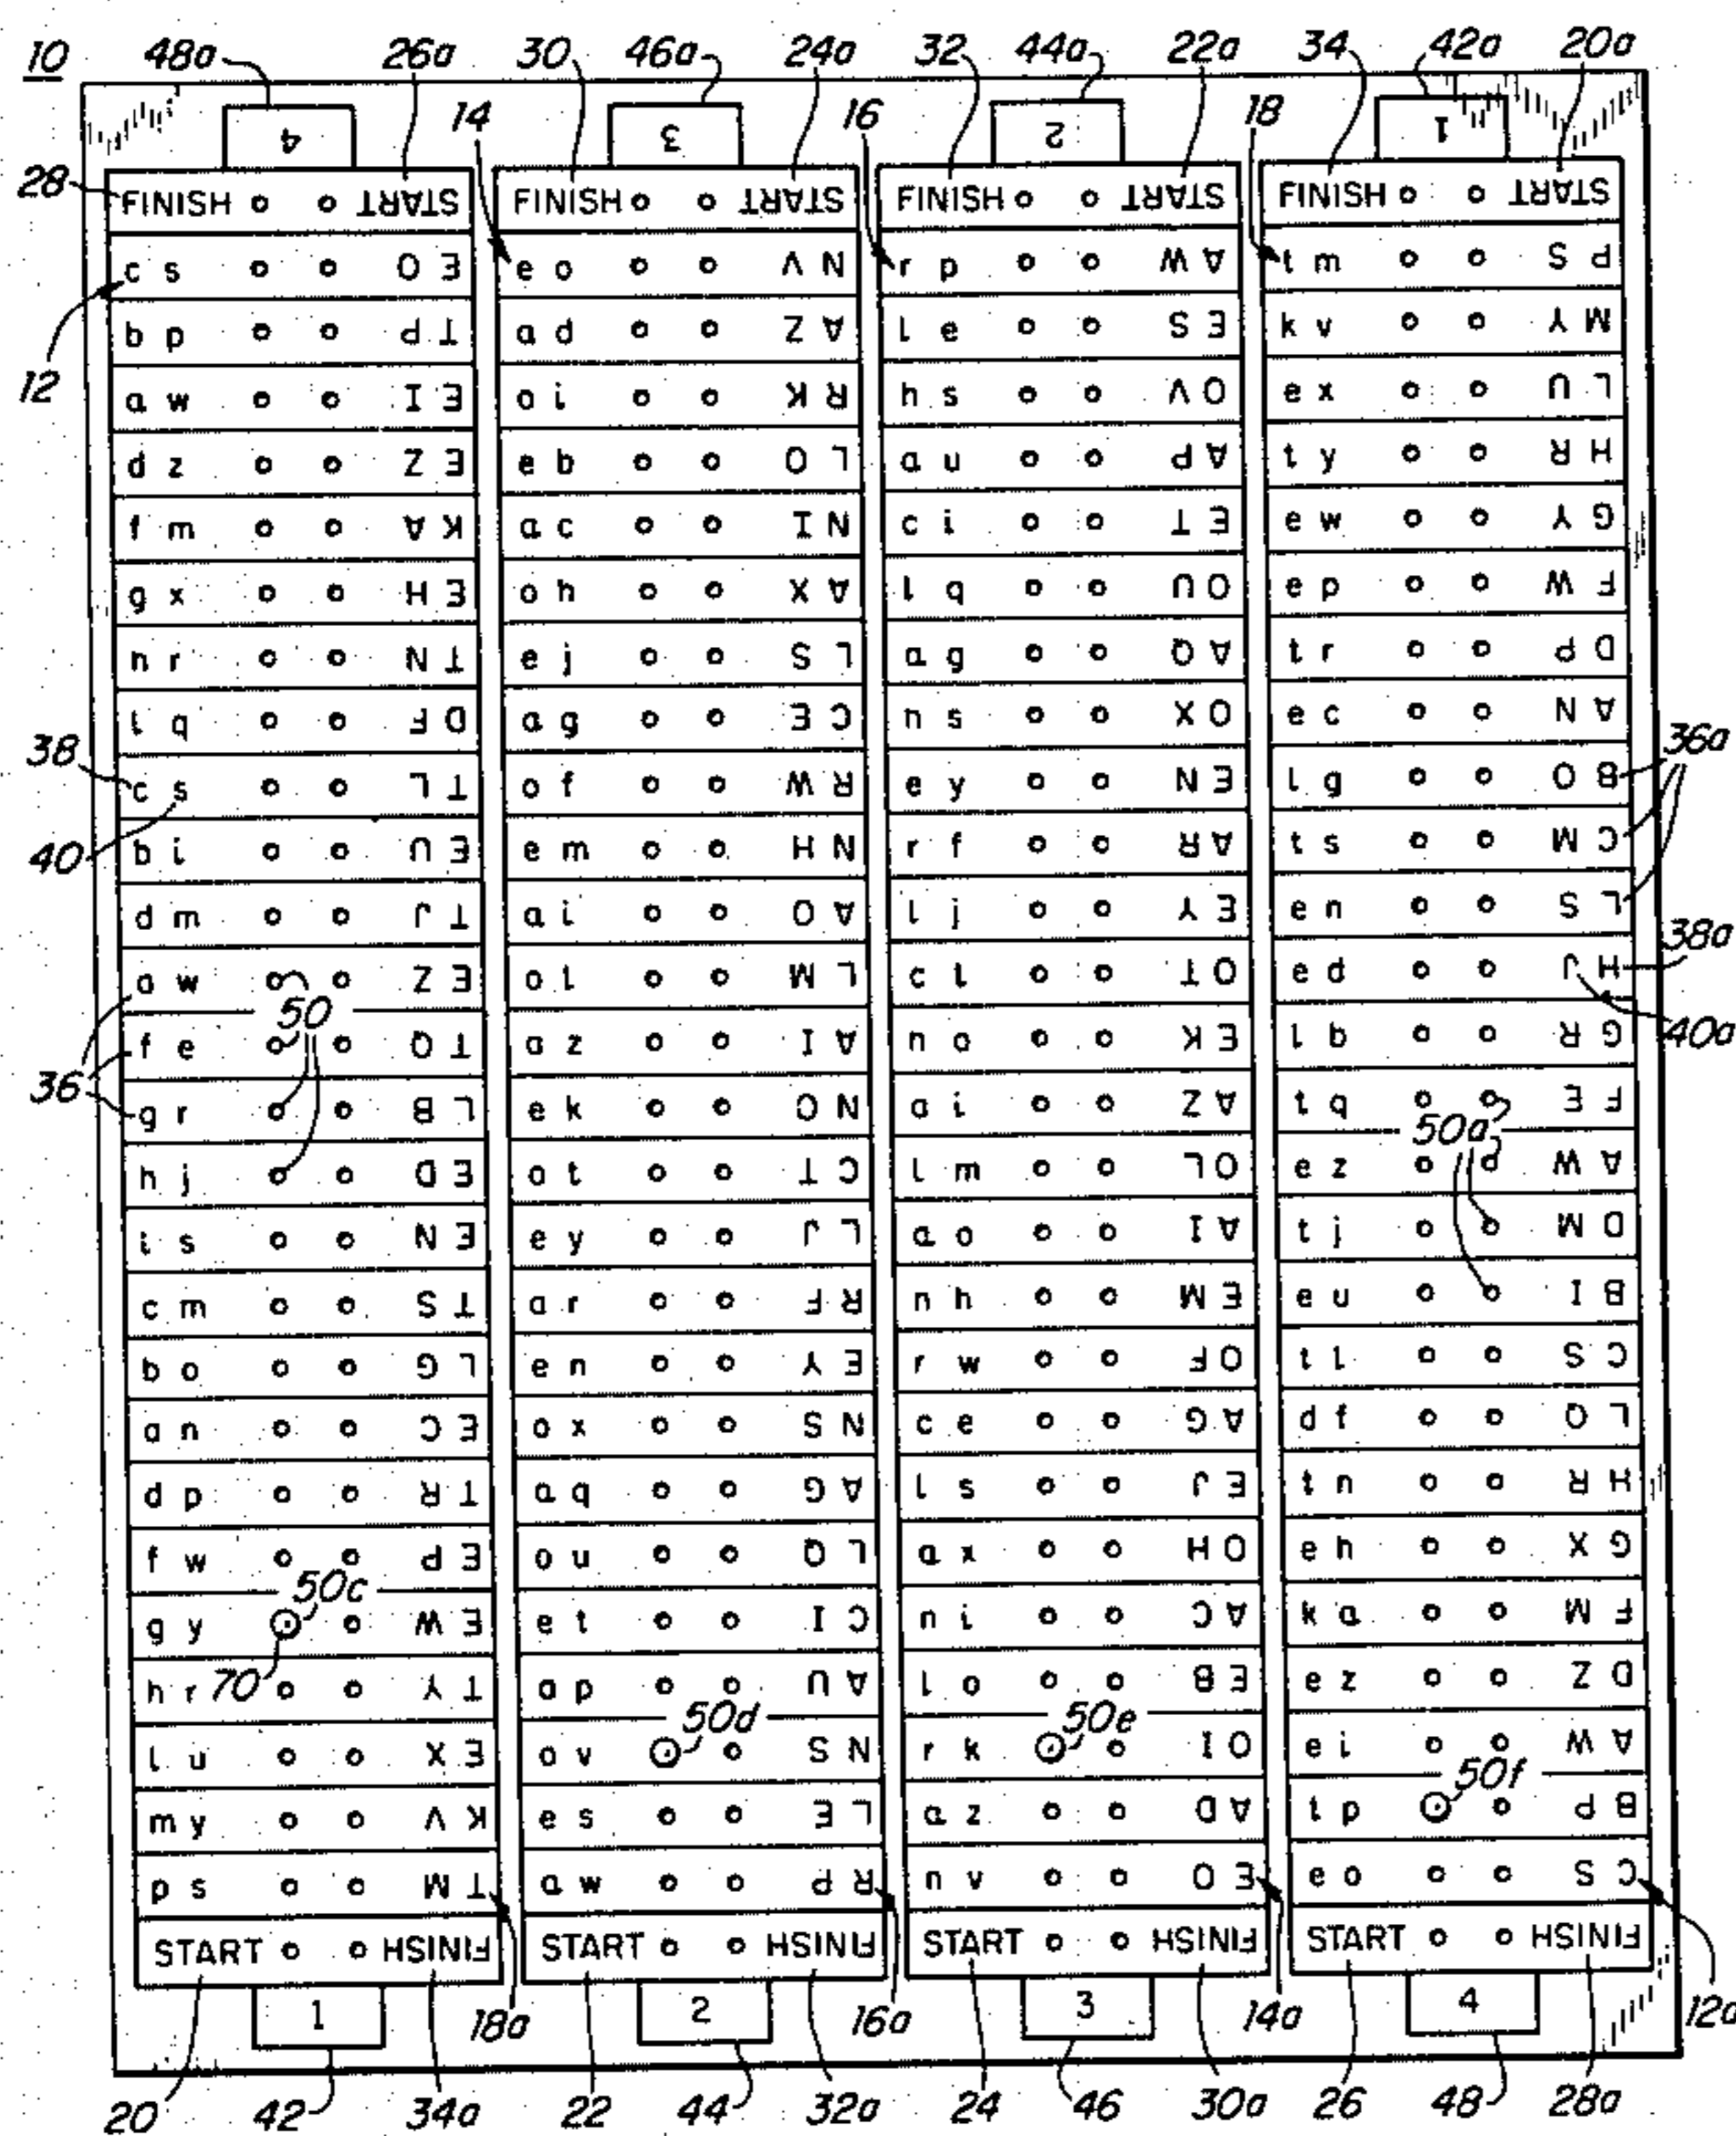 10 48a 26a 30 46a 24a 32 44a 22a 34 42a 20a
14 16 18
4 3 2 1
28 FINISH START FINISH START FINISH START FINISH START
c s E O e o N V r p A W t m P S
12 b p T P a d A Z l e E S k v M Y
a w E I o i R K h s O V e x L U
d z E Z e b L O a u A P t y H R
f m K A a c N I c i E T e w G Y
g x E H o h A X l q O U e p F W
h r T N e j L S a g A Q t r D P
l q D F a g C E n s O X e c A N
38 c s T L o f R W e y E N l g B O 36a
40 b i E U e m N H r f A R t s C M
d m T J a i A O l j E Y e n L S 38a
a w E Z o l L M c l O T e d H J
50
f e T Q a z A I n o E K l b G R 40a
36 g r L B e k N O a i A Z t q F E
50a
h j E D o t C T l m O L e z A W
l s E N e y L J a o A I t j D M
c m T S a r R F n h E M e u B I
b o L G e n E Y r w O F t l C S
a n E C o x N S c e A G d f L Q
d p T R a q A G l s E J t n H R
f w E P o u L Q a x O H e h G X
50c
g y E W e t C I n i A C k a F M
h r 70 T Y a p A U l o E B e z D Z
50d 50e
l u E X o v N S r k O I e i A W
50f
m y K V e s L E a z A D t p B P
p s T M a w R P n v E O e o C S
START FINISH START FINISH START FINISH START FINISH
1 18a 2 16a 3 14a 4 12a
20 42 34a 22 44 32a 24 46 30a 26 48 28a